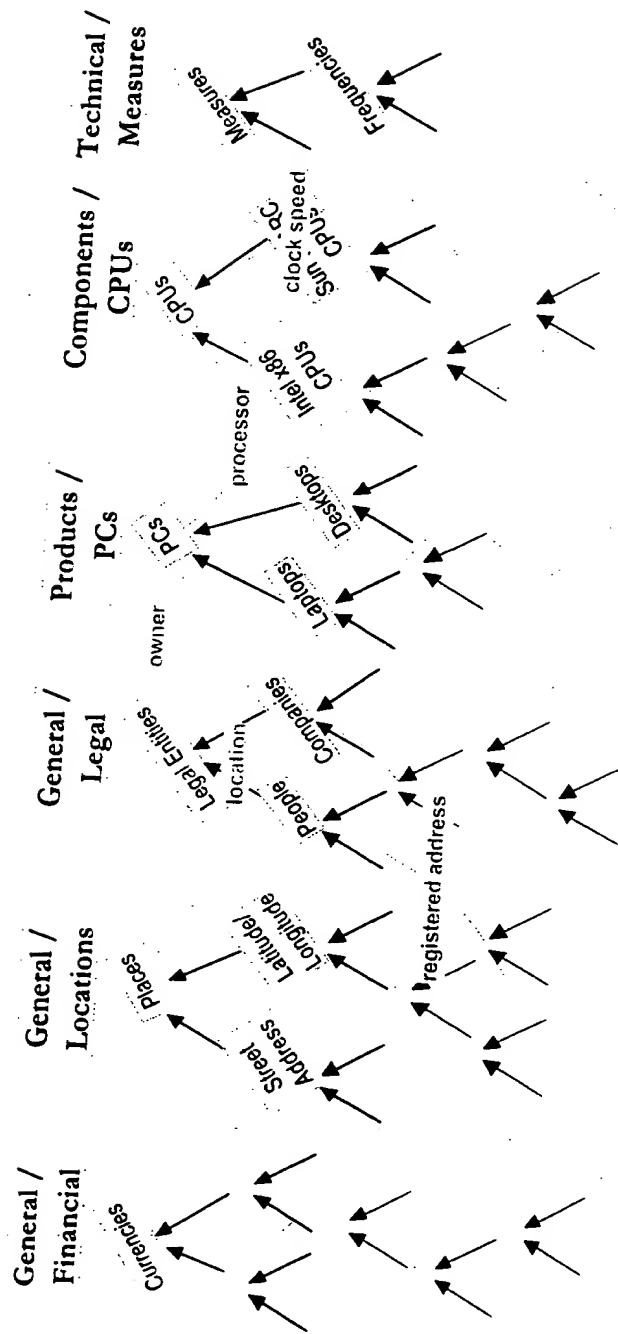 General /
Financial
General /
Locations
General /
Legal
Products /
PCs
Components /
CPUs
Technical /
Measures
Currencies
Places
Street
Address
Latitude/
Longitude
Legal Entities
location
People
Companies
registered address
owner
PCs
Laptops
Desktops
processor
CPUs
Intel x86
CPUs
clock speed
Sun
CPUs
Measures
Frequencies